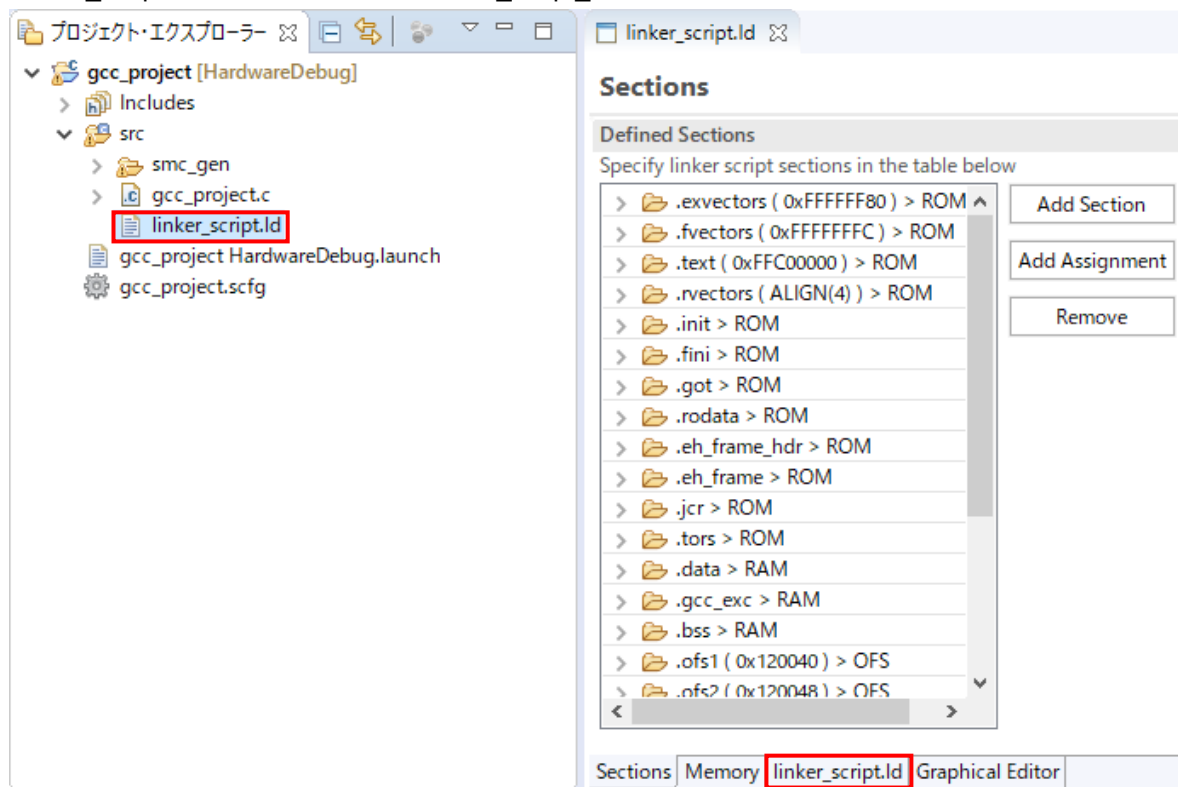 プロジェクト・エクスプローラー
gcc_project [HardwareDebug]
Includes
src
smc_gen
gcc_project.c
linker_script.ld
gcc_project HardwareDebug.launch
gcc_project.scfg
linker_script.ld
Sections
Defined Sections
Specify linker script sections in the table below
.exvectors ( 0xFFFFFF80 ) > ROM
.fvectors ( 0xFFFFFFFC ) > ROM
.text ( 0xFFC00000 ) > ROM
.rvectors ( ALIGN(4) ) > ROM
.init > ROM
.fini > ROM
.got > ROM
.rodata > ROM
.eh_frame_hdr > ROM
.eh_frame > ROM
.jcr > ROM
.tors > ROM
.data > RAM
.gcc_exc > RAM
.bss > RAM
.ofs1 ( 0x120040 ) > OFS
.ofs2 ( 0x120048 ) > OFS
Add Section
Add Assignment
Remove
Sections Memory linker_script.ld Graphical Editor